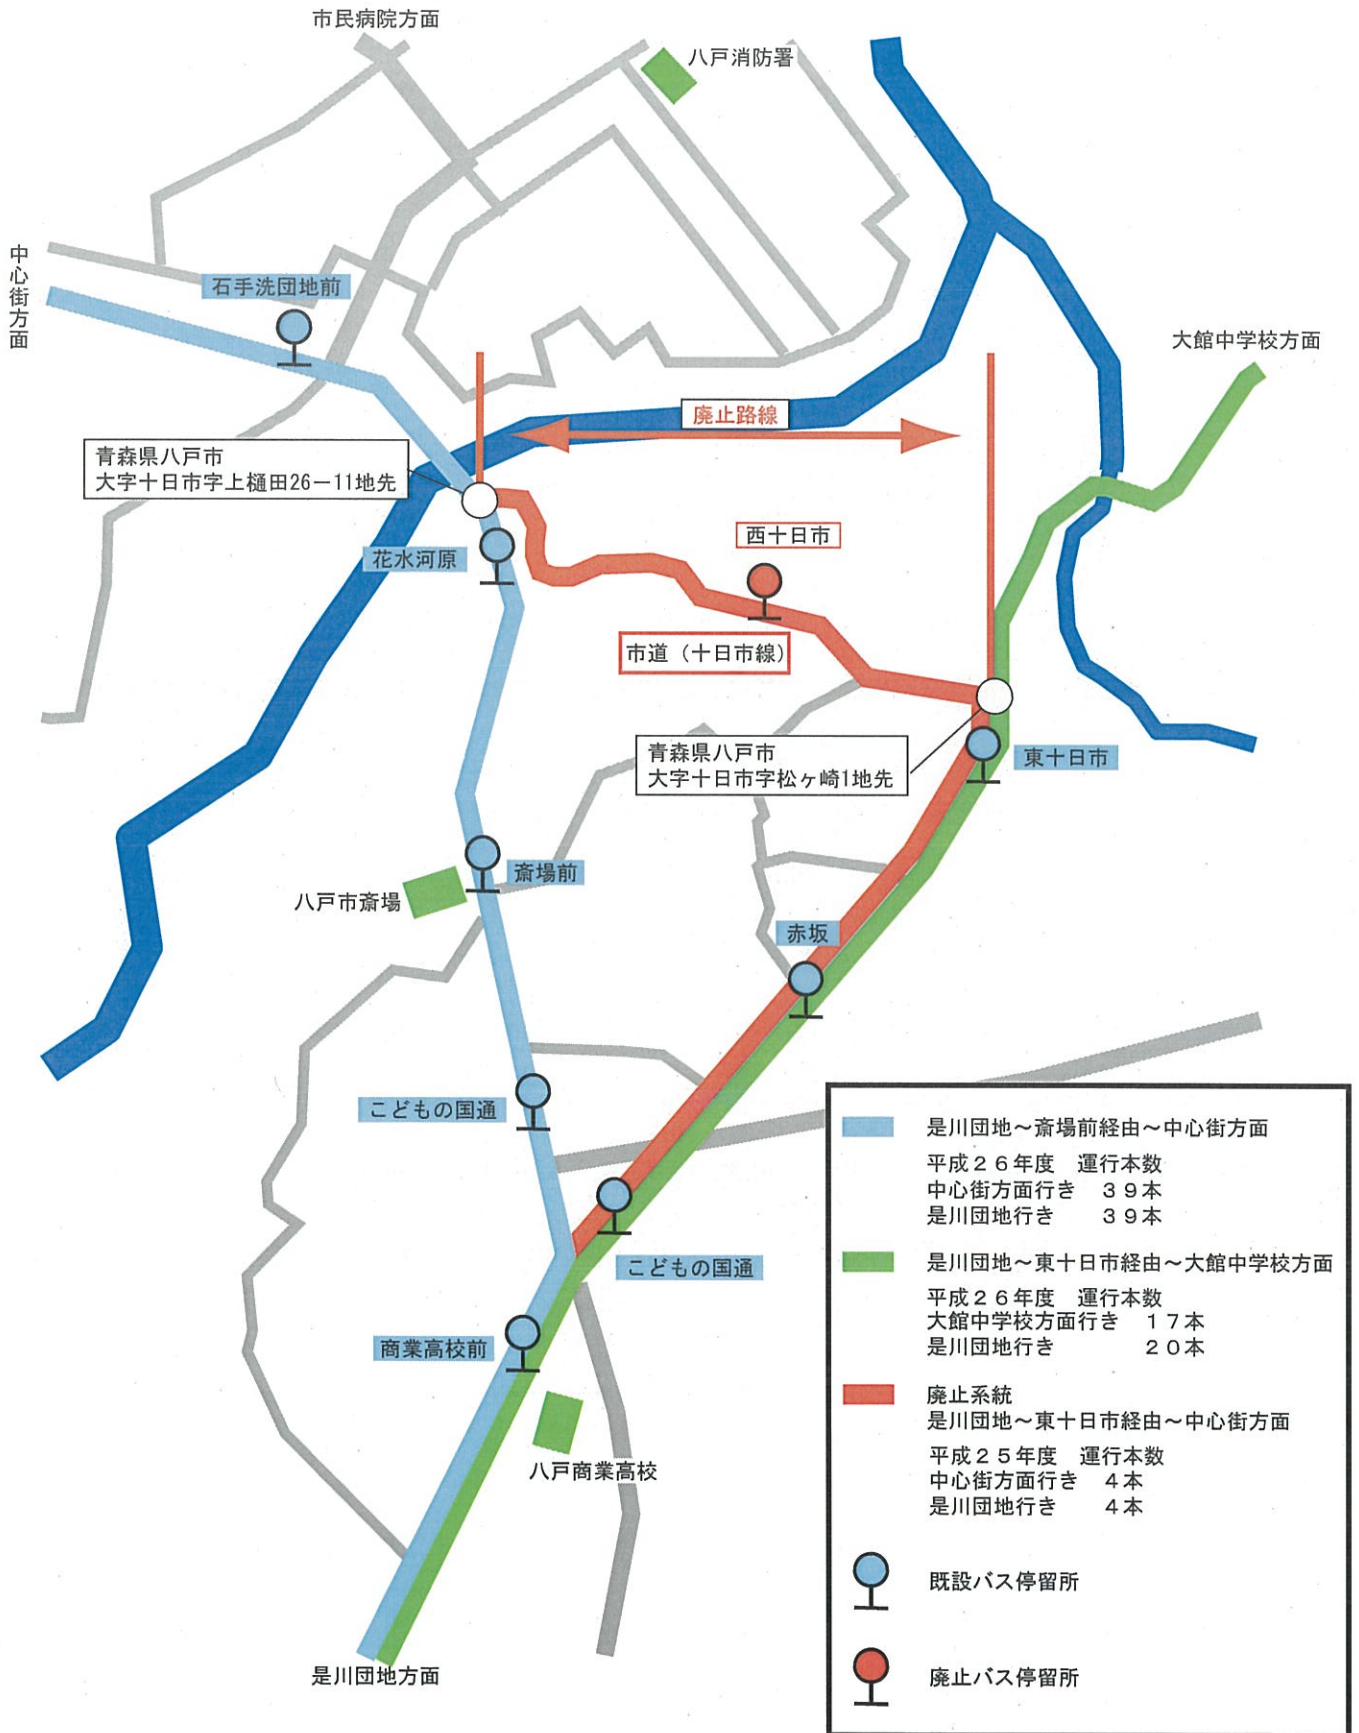 市民病院方面
八戸消防署
中心街方面
石手洗団地前
大館中学校方面
廃止路線
青森県八戸市
大字十日市字上樋田26−11地先
西十日市
花水河原
市道（十日市線）
青森県八戸市
大字十日市字松ヶ崎1地先
東十日市
斎場前
八戸市斎場
赤坂
こどもの国通
こどもの国通
商業高校前
八戸商業高校
是川団地方面
是川団地～斎場前経由～中心街方面
平成２６年度　運行本数
中心街方面行き　３９本
是川団地行き　　３９本
是川団地～東十日市経由～大館中学校方面
平成２６年度　運行本数
大館中学校方面行き　１７本
是川団地行き　　　　２０本
廃止系統
是川団地～東十日市経由～中心街方面
平成２５年度　運行本数
中心街方面行き　４本
是川団地行き　　４本
既設バス停留所
廃止バス停留所